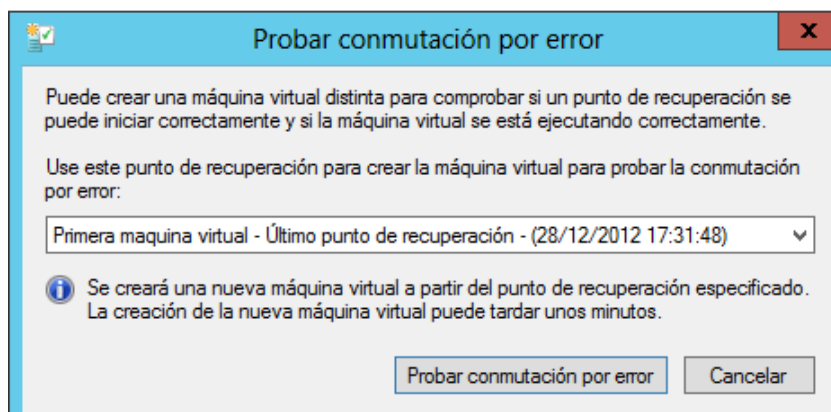 Probar conmutación por error
x
Puede crear una máquina virtual distinta para comprobar si un punto de recuperación se
puede iniciar correctamente y si la máquina virtual se está ejecutando correctamente.
Use este punto de recuperación para crear la máquina virtual para probar la conmutación
por error:
Primera maquina virtual - Último punto de recuperación - (28/12/2012 17:31:48)
Se creará una nueva máquina virtual a partir del punto de recuperación especificado.
La creación de la nueva máquina virtual puede tardar unos minutos.
Probar conmutación por error
Cancelar